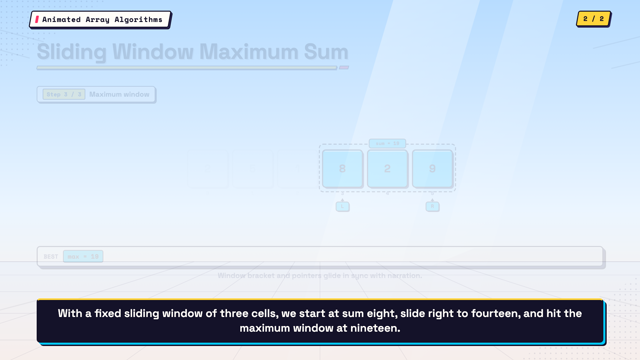 Animated Array Algorithms
2 / 2
Sliding Window Maximum Sum
Maximum window
8 2 9
BEST
Window bracket and pointers glide in sync with narration.
With a fixed sliding window of three cells, we start at sum eight, slide right to fourteen, and hit the
maximum window at nineteen.